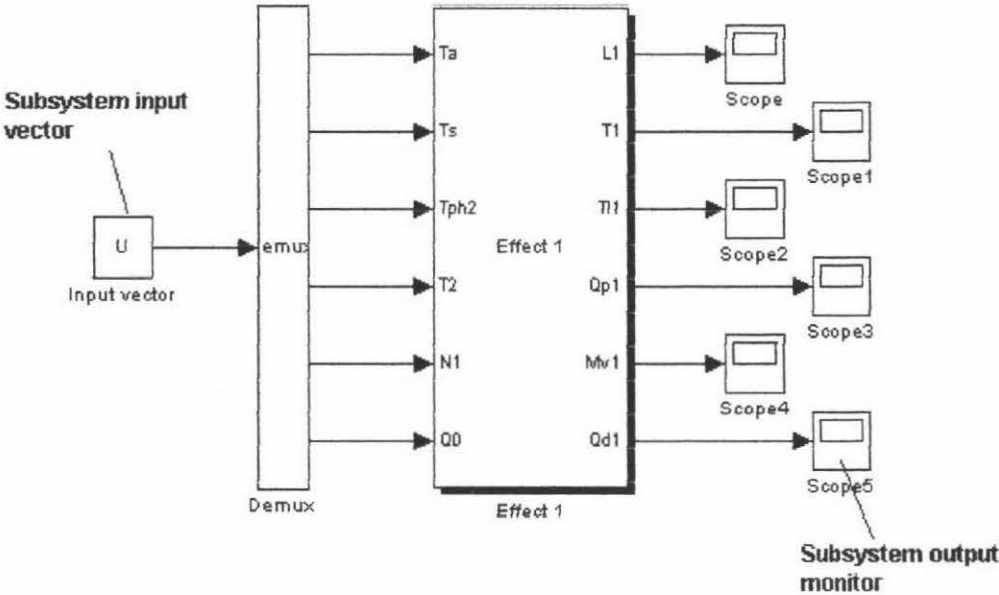 Ta
L1
Scope
Subsystem input
vector
Ts
T1
Scope1
Tph2
Tl1
U
emux
Effect 1
Scope2
Input vector
T2
Qp1
Scope3
N1
Mv1
Scope4
Q0
Qd1
Demux
Effect 1
Scope5
Subsystem output
monitor